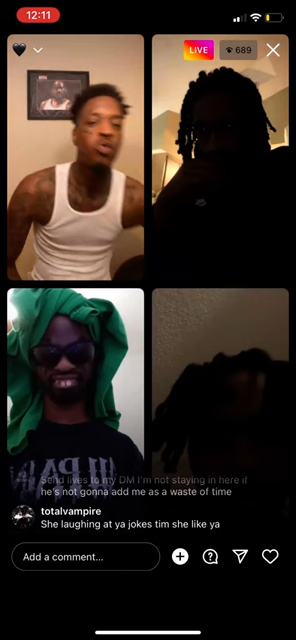 12:11
LIVE
689
Send lives to my DM I'm not staying in here if
he's not gonna add me as a waste of time
totalvampire
She laughing at ya jokes tim she like ya
Add a comment...